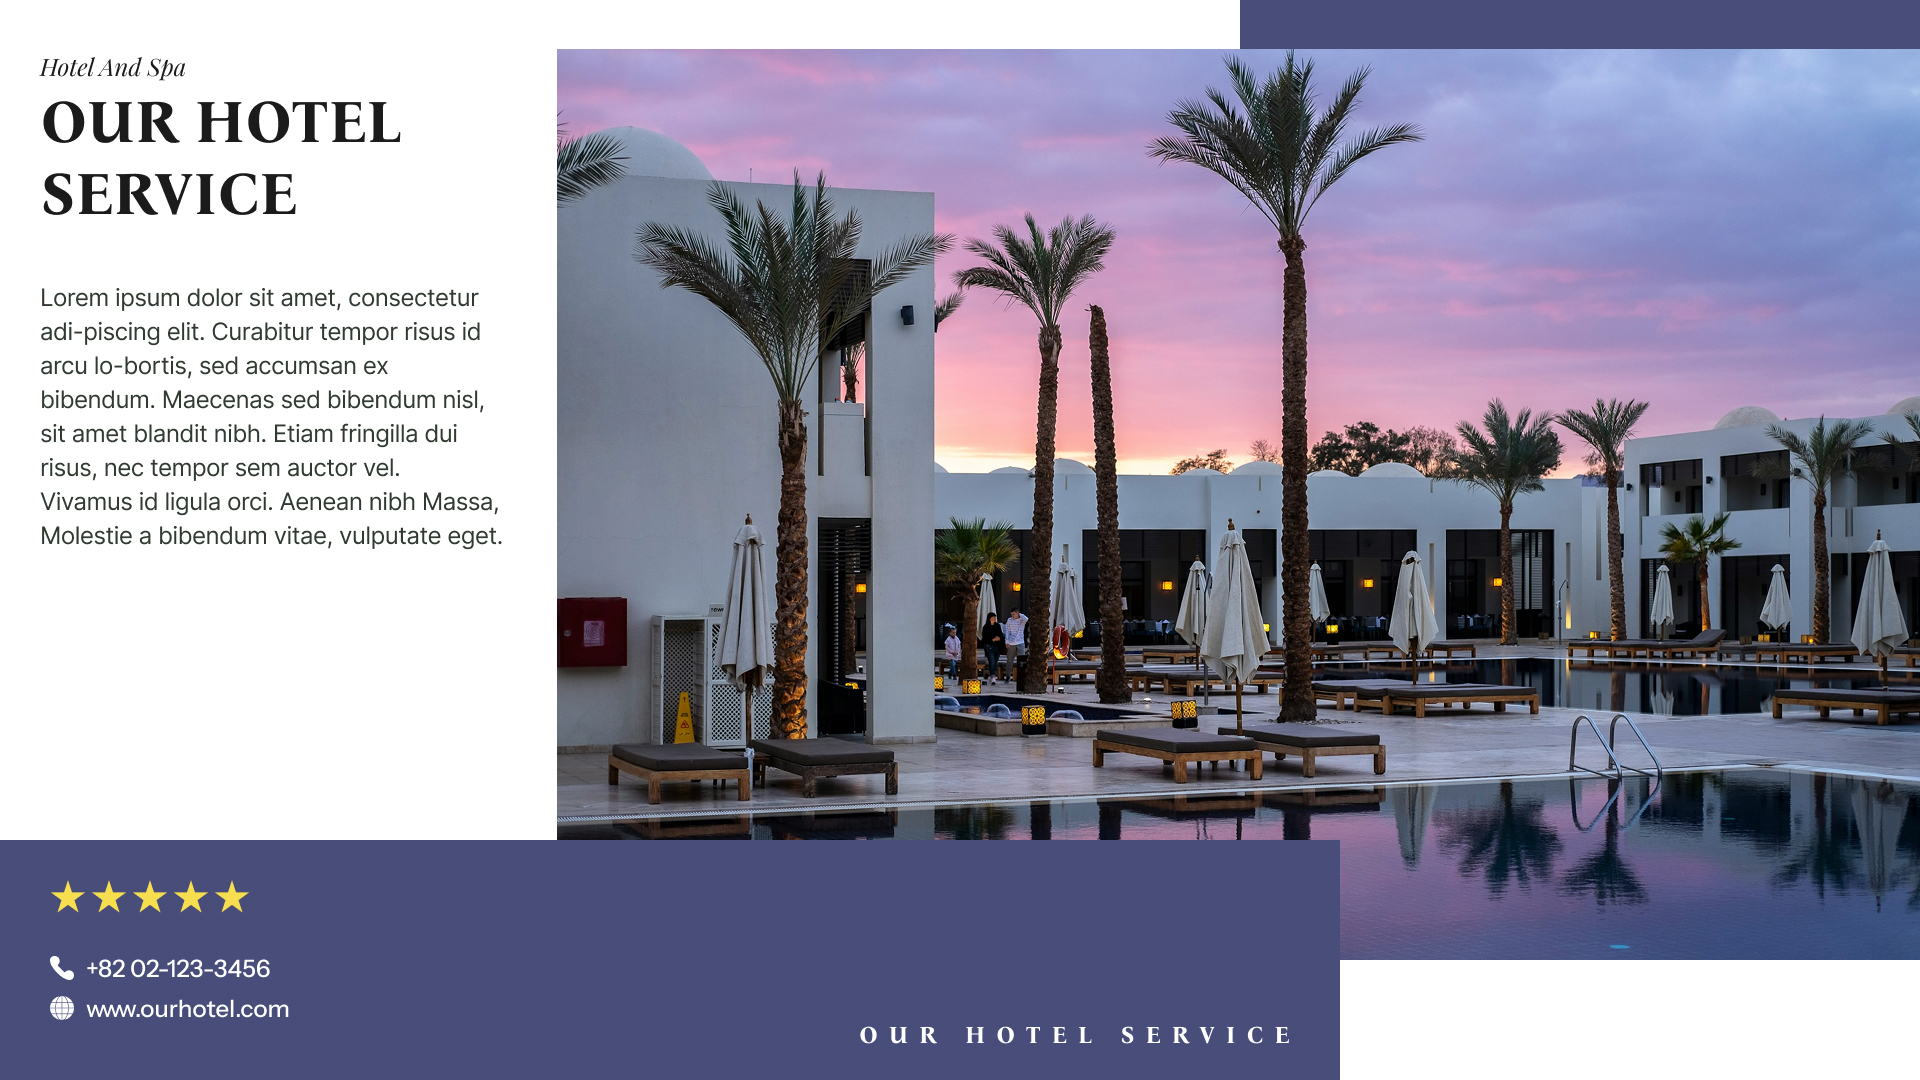 Hotel And Spa
OUR HOTEL
SERVICE
Lorem ipsum dolor sit amet, consectetur
adi-piscing elit. Curabitur tempor risus id
arcu lo-bortis, sed accumsan ex
bibendum. Maecenas sed bibendum nisl,
sit amet blandit nibh. Etiam fringilla dui
risus, nec tempor sem auctor vel.
Vivamus id ligula orci. Aenean nibh Massa,
Molestie a bibendum vitae, vulputate eget.
+82 02-123-3456
www.ourhotel.com
OUR HOTEL SERVICE